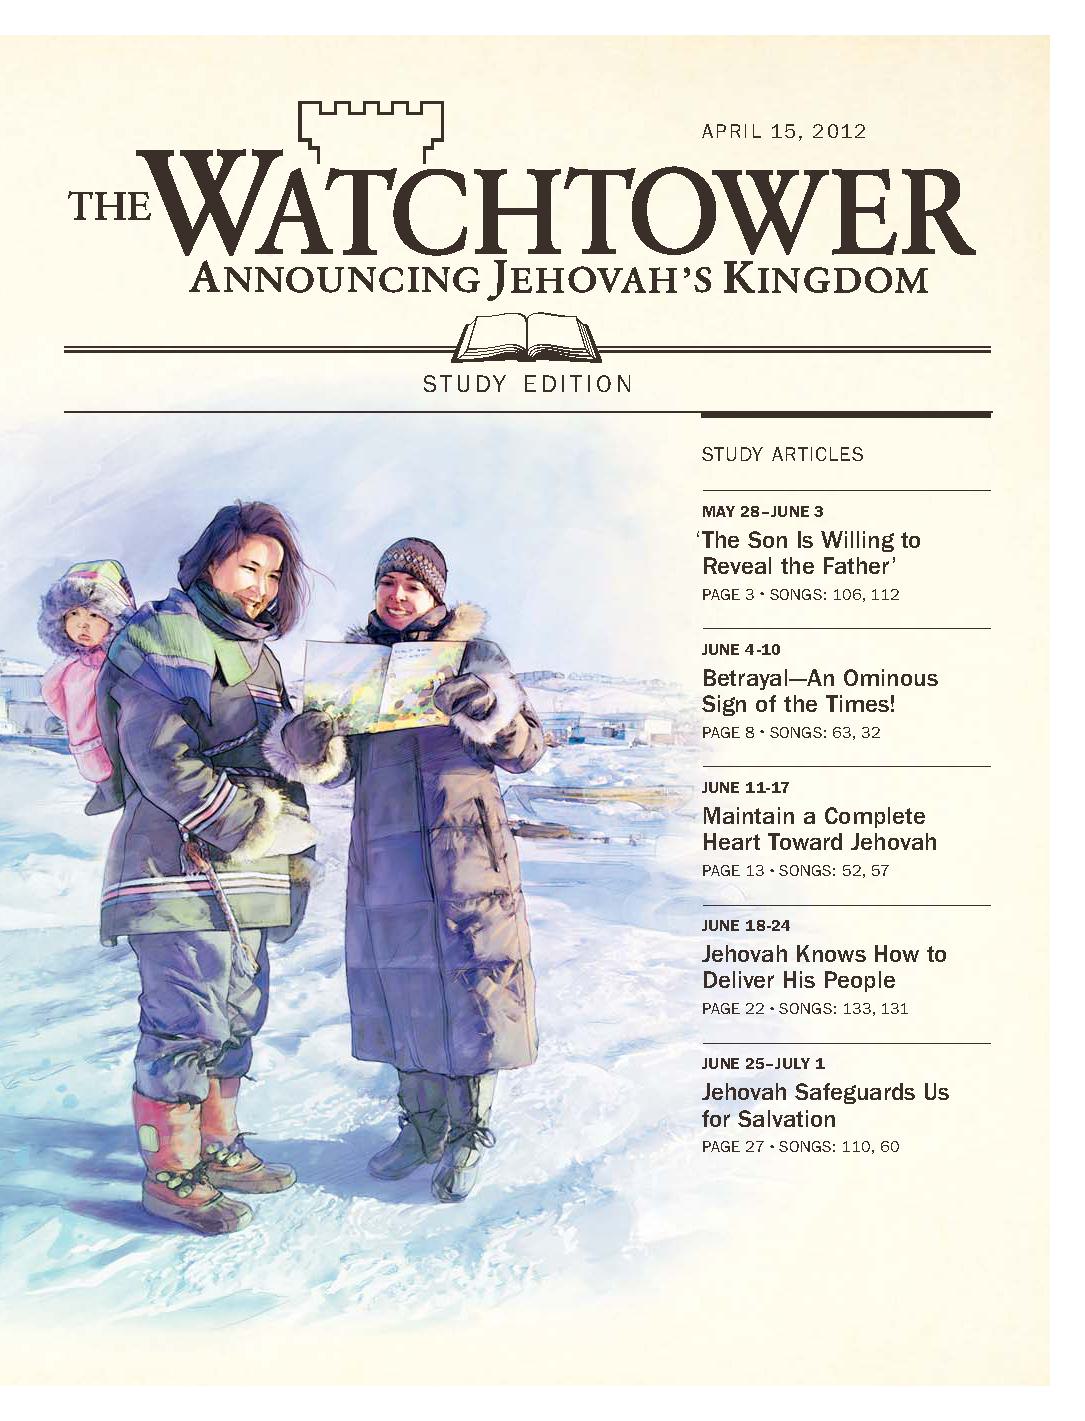 APRIL 15, 2012
THE WATCHTOWER
ANNOUNCING JEHOVAH'S KINGDOM
STUDY EDITION
STUDY ARTICLES
MAY 28–JUNE 3
‘The Son Is Willing to
Reveal the Father’
PAGE 3 • SONGS: 106, 112
JUNE 4-10
Betrayal—An Ominous
Sign of the Times!
PAGE 8 • SONGS: 63, 32
JUNE 11-17
Maintain a Complete
Heart Toward Jehovah
PAGE 13 • SONGS: 52, 57
JUNE 18-24
Jehovah Knows How to
Deliver His People
PAGE 22 • SONGS: 133, 131
JUNE 25–JULY 1
Jehovah Safeguards Us
for Salvation
PAGE 27 • SONGS: 110, 60